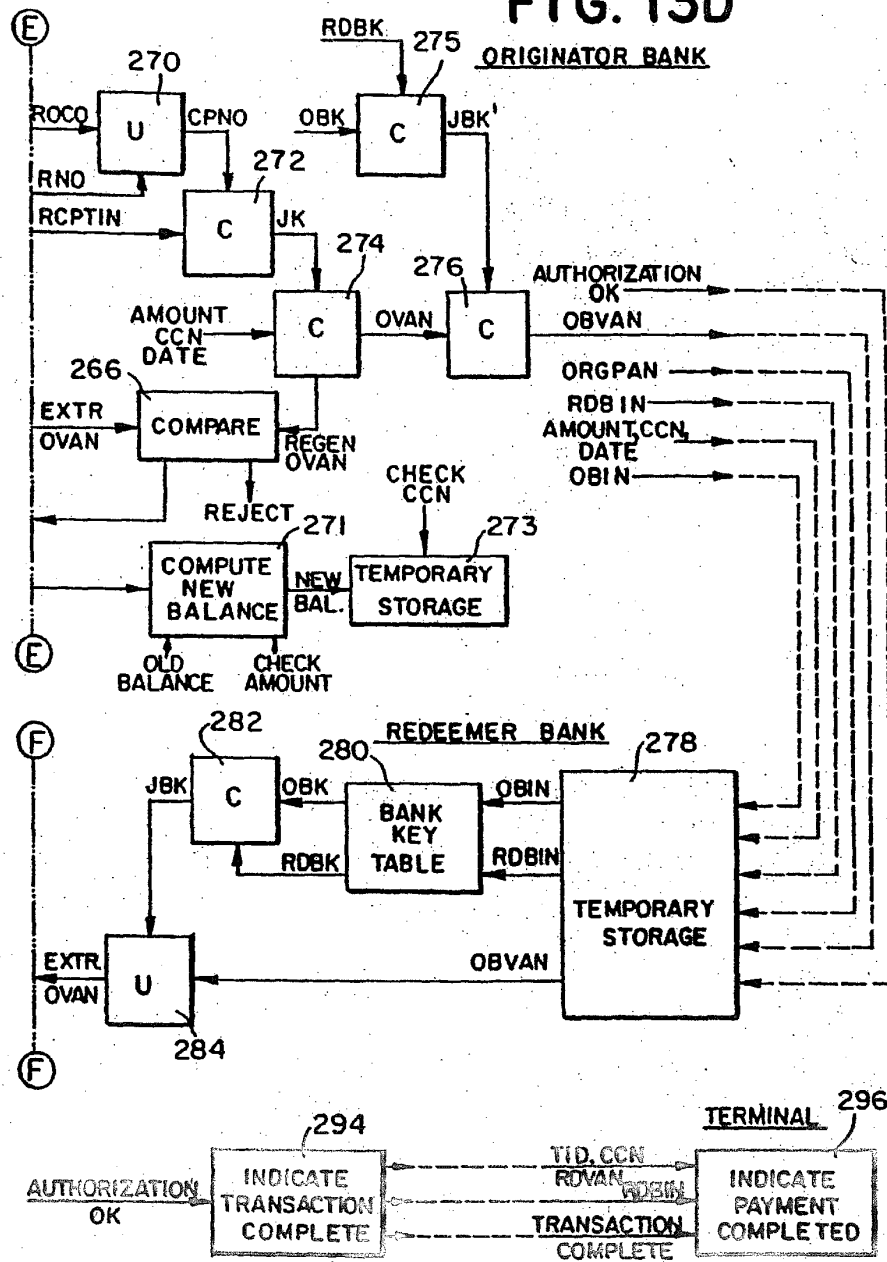 FIG. 13D
E
RDBK
275
ORIGINATOR BANK
270
ROCO
U
CPNO
OBK
C
JBK'
272
RNO
RCPTIN
C
JK
274
276
AUTHORIZATION
OK
AMOUNT
CCN
DATE
C
OVAN
C
OBVAN
266
ORGPAN
EXTR
OVAN
COMPARE
REGEN
OVAN
RDBIN
AMOUNT, CCN,
DATE
OBIN
CHECK
CCN
REJECT
271
273
COMPUTE
NEW
BALANCE
NEW
BAL.
TEMPORARY
STORAGE
E
OLD
BALANCE
CHECK
AMOUNT
F
282
REDEEMER BANK
280
278
JBK
C
OBK
BANK
KEY
TABLE
OBIN
RDBK
RDBIN
TEMPORARY
STORAGE
EXTR
OVAN
U
OBVAN
284
F
294
TERMINAL
296
AUTHORIZATION
OK
INDICATE
TRANSACTION
COMPLETE
TID, CCN
RDVAN
RDBIN
TRANSACTION
COMPLETE
INDICATE
PAYMENT
COMPLETED